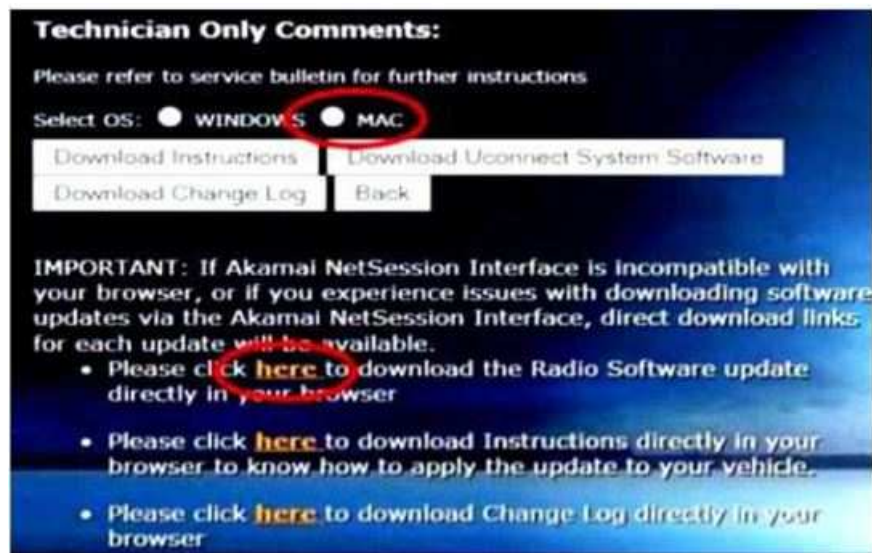 Technician Only Comments:
Please refer to service bulletin for further instructions
Select OS: WINDOWS MAC
Download Instructions Download Uconnect System Software
Download Change Log Back
IMPORTANT: If Akamai NetSession Interface is incompatible with
your browser, or if you experience issues with downloading software
updates via the Akamai NetSession Interface, direct download links
for each update will be available.
• Please click here to download the Radio Software update
directly in your browser
• Please click here to download Instructions directly in your
browser to know how to apply the update to your vehicle.
• Please click here to download Change Log directly in your
browser